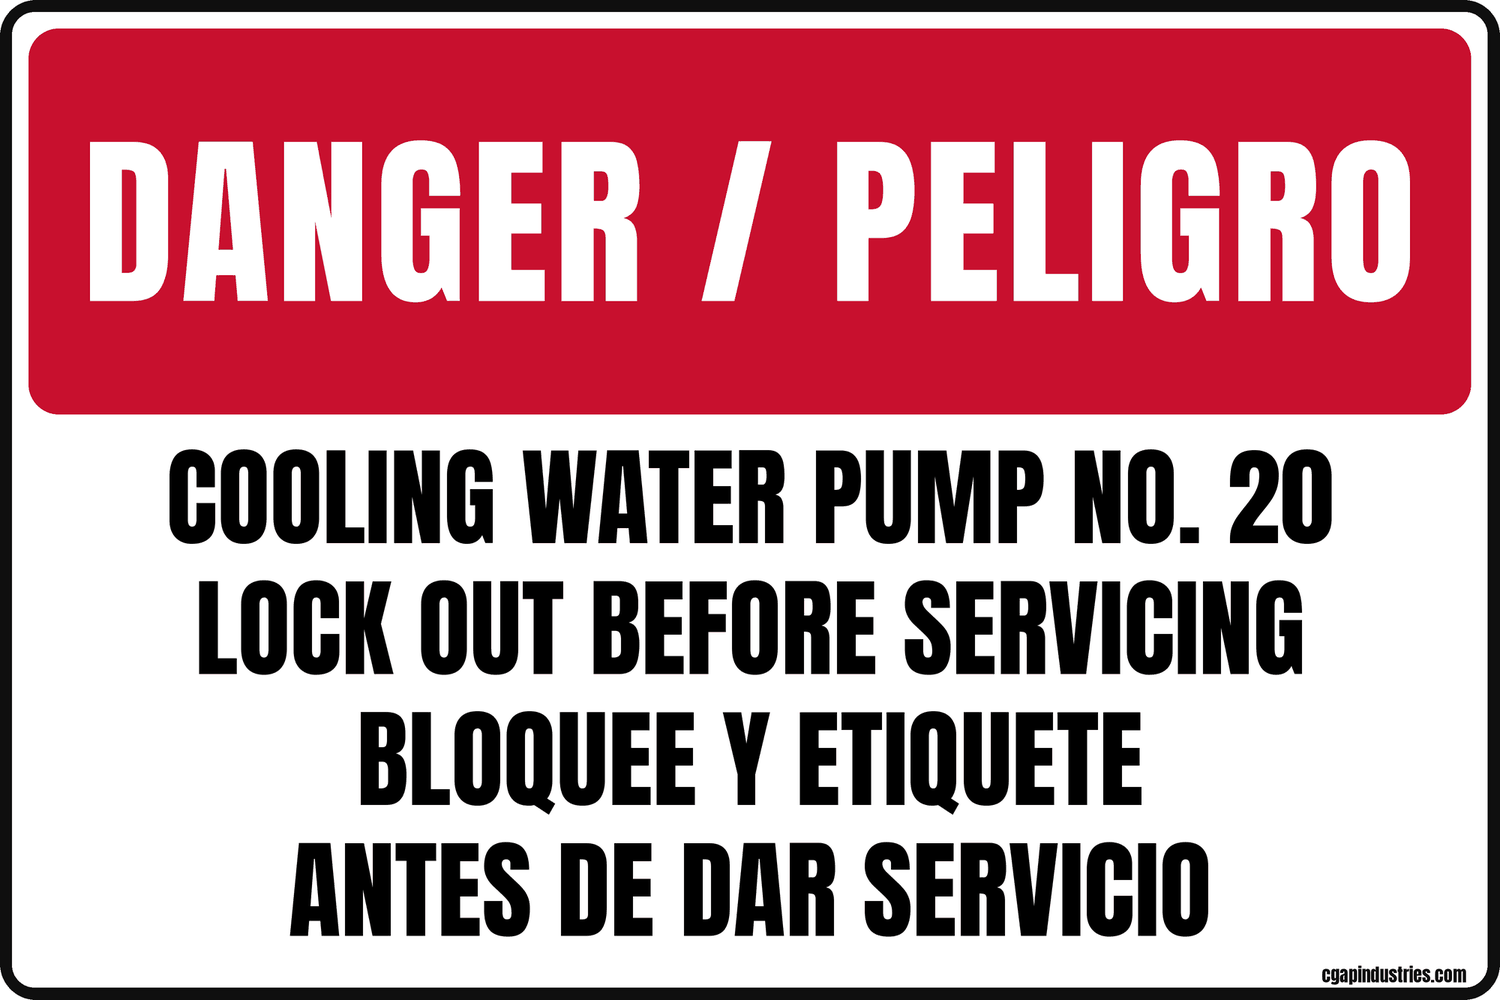 DANGER / PELIGRO
COOLING WATER PUMP NO. 20
LOCK OUT BEFORE SERVICING
BLOQUEE Y ETIQUETE
ANTES DE DAR SERVICIO
cgapindustries.com